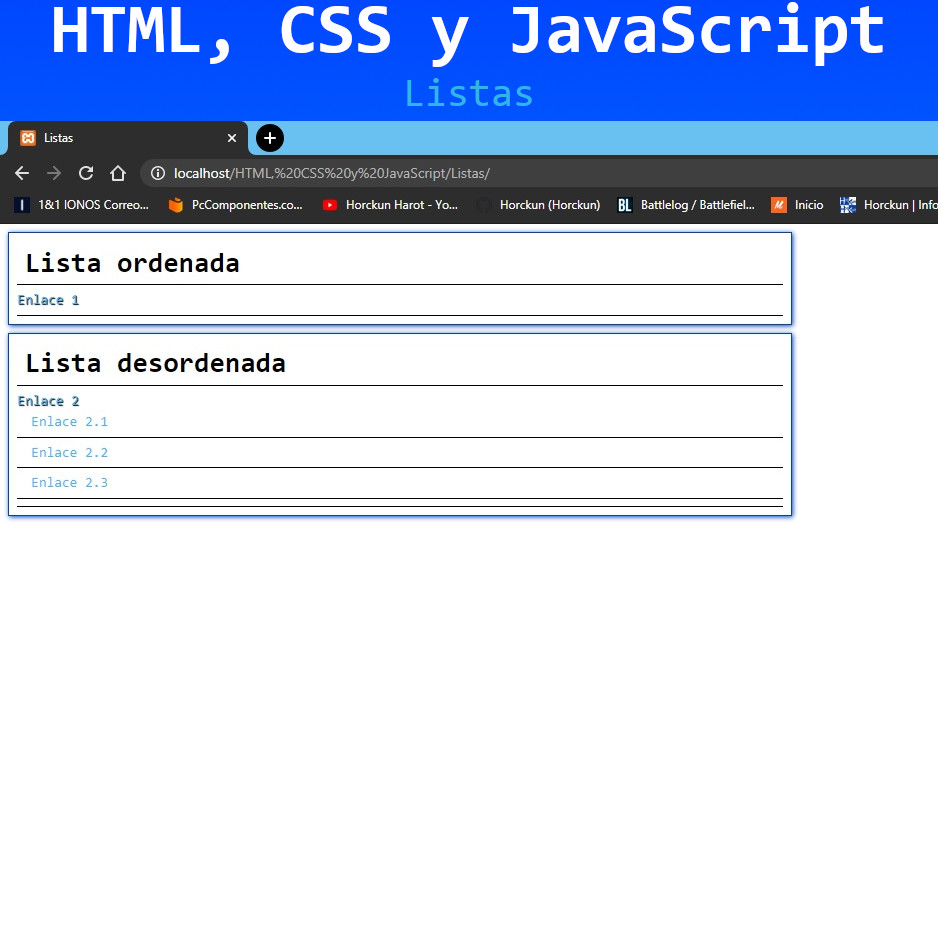 HTML, CSS y JavaScript
Listas
Listas
localhost/HTML,%20CSS%20y%20JavaScript/Listas/
1&1 IONOS Correo... PcComponentes.co... Horckun Harot - Yo... Horckun (Horckun) BL Battlelog / Battlefiel... Inicio Horckun | Info
Lista ordenada
Enlace 1
Lista desordenada
Enlace 2
Enlace 2.1
Enlace 2.2
Enlace 2.3